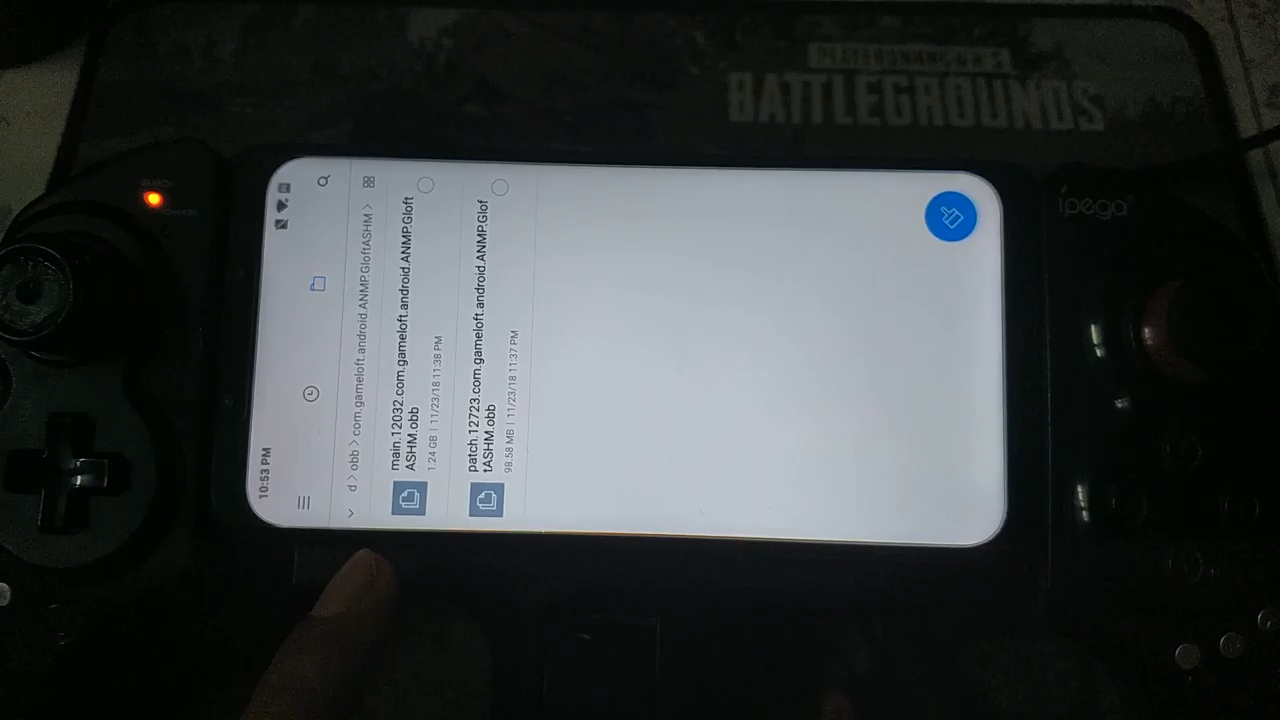 PLAYERUNKNOWN'S
BATTLEGROUNDS
ípega
10:53 PM
d > obb > com.gameloft.android.ANMP.GloftASHM >
main.12032.com.gameloft.android.ANMP.Gloft
ASHM.obb
1.24 GB | 11/23/18 11:38 PM
patch.12723.com.gameloft.android.ANMP.Glof
tASHM.obb
98.58 MB | 11/23/18 11:37 PM